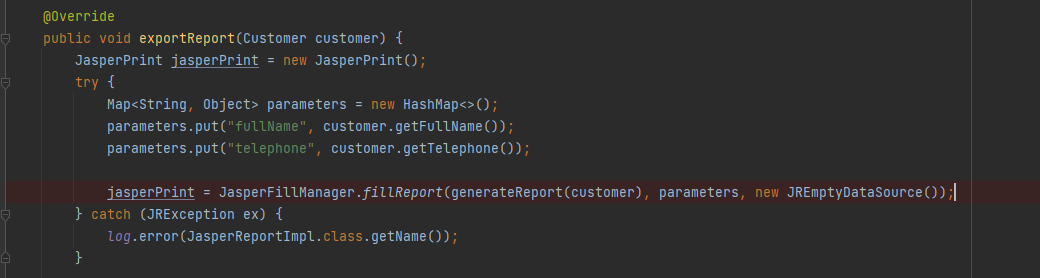 @Override
public void exportReport(Customer customer) {
JasperPrint jasperPrint = new JasperPrint();
try {
Map<String, Object> parameters = new HashMap<>();
parameters.put("fullName", customer.getFullName());
parameters.put("telephone", customer.getTelephone());
jasperPrint = JasperFillManager.fillReport(generateReport(customer), parameters, new JREmptyDataSource());
} catch (JRException ex) {
log.error(JasperReportImpl.class.getName());
}